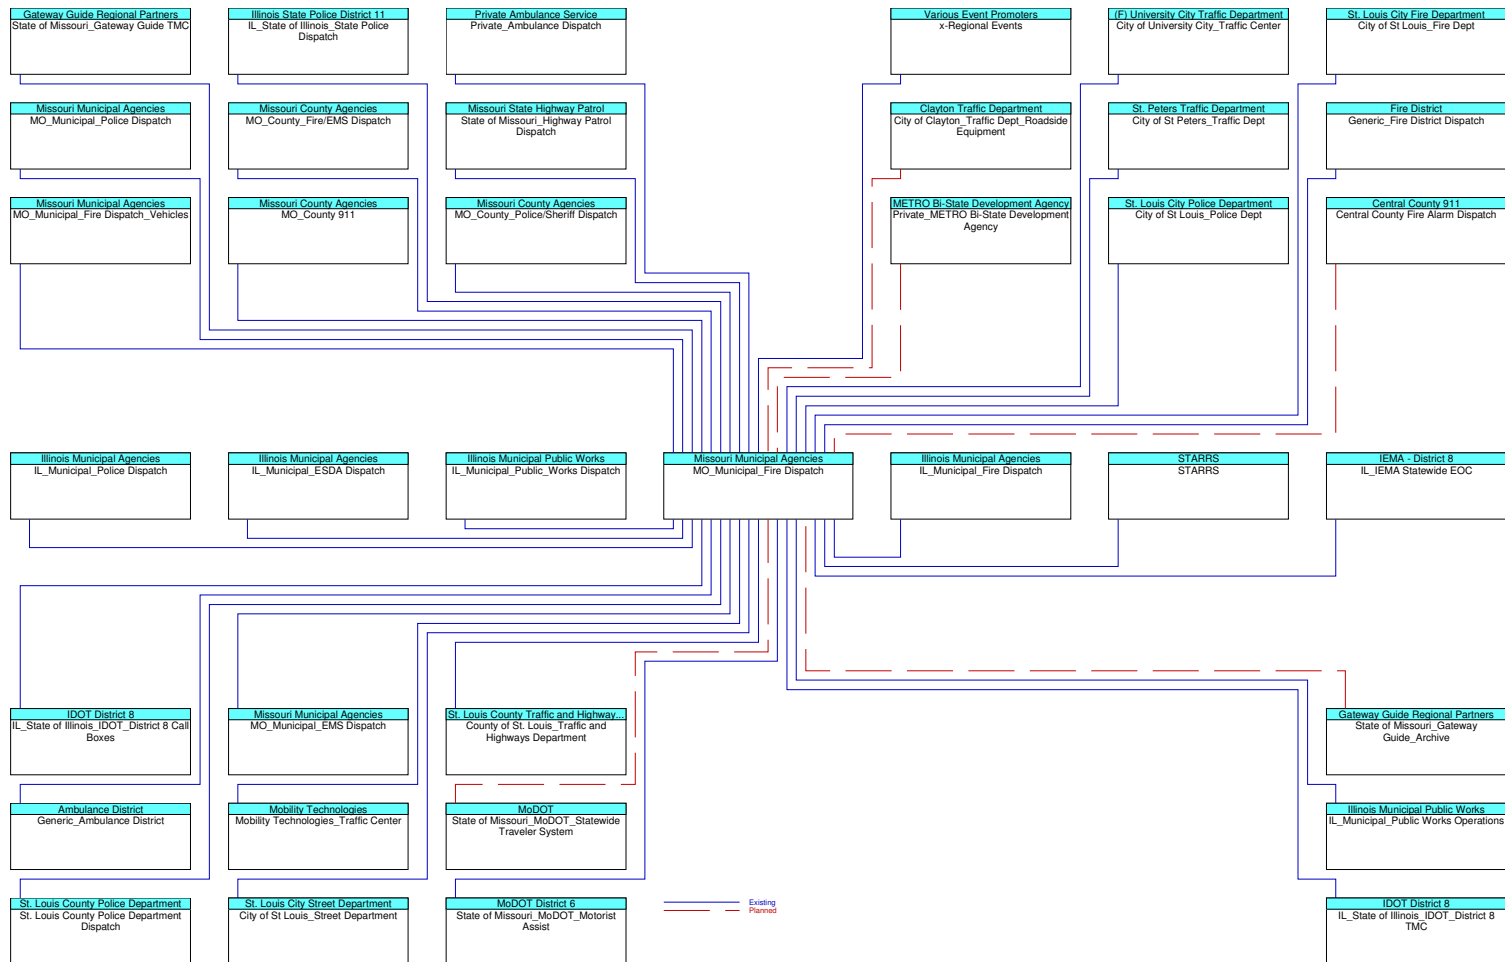 Gateway Guide Regional Partners
State of Missouri_Gateway Guide TMC
Illinois State Police District 11
IL_State of Illinois_State Police
Dispatch
Private Ambulance Service
Private_Ambulance Dispatch
Various Event Promoters
x-Regional Events
(F) University City Traffic Department
City of University City_Traffic Center
St. Louis City Fire Department
City of St Louis_Fire Dept
Missouri Municipal Agencies
MO_Municipal_Police Dispatch
Missouri County Agencies
MO_County_Fire/EMS Dispatch
Missouri State Highway Patrol
State of Missouri_Highway Patrol
Dispatch
Clayton Traffic Department
City of Clayton_Traffic Dept_Roadside
Equipment
St. Peters Traffic Department
City of St Peters_Traffic Dept
Fire District
Generic_Fire District Dispatch
Missouri Municipal Agencies
MO_Municipal_Fire Dispatch_Vehicles
Missouri County Agencies
MO_County 911
Missouri County Agencies
MO_County_Police/Sheriff Dispatch
METRO Bi-State Development Agency
Private_METRO Bi-State Development
Agency
St. Louis City Police Department
City of St Louis_Police Dept
Central County 911
Central County Fire Alarm Dispatch
Illinois Municipal Agencies
IL_Municipal_Police Dispatch
Illinois Municipal Agencies
IL_Municipal_ESDA Dispatch
Illinois Municipal Public Works
IL_Municipal_Public_Works Dispatch
Missouri Municipal Agencies
MO_Municipal_Fire Dispatch
Illinois Municipal Agencies
IL_Municipal_Fire Dispatch
STARRS
STARRS
IEMA - District 8
IL_IEMA Statewide EOC
IDOT District 8
IL_State of Illinois_IDOT_District 8 Call
Boxes
Missouri Municipal Agencies
MO_Municipal_EMS Dispatch
St. Louis County Traffic and Highway...
County of St. Louis_Traffic and
Highways Department
Gateway Guide Regional Partners
State of Missouri_Gateway
Guide_Archive
Ambulance District
Generic_Ambulance District
Mobility Technologies
Mobility Technologies_Traffic Center
MoDOT
State of Missouri_MoDOT_Statewide
Traveler System
Illinois Municipal Public Works
IL_Municipal_Public Works Operations
St. Louis County Police Department
St. Louis County Police Department
Dispatch
St. Louis City Street Department
City of St Louis_Street Department
MoDOT District 6
State of Missouri_MoDOT_Motorist
Assist
Existing
Planned
IDOT District 8
IL_State of Illinois_IDOT_District 8
TMC